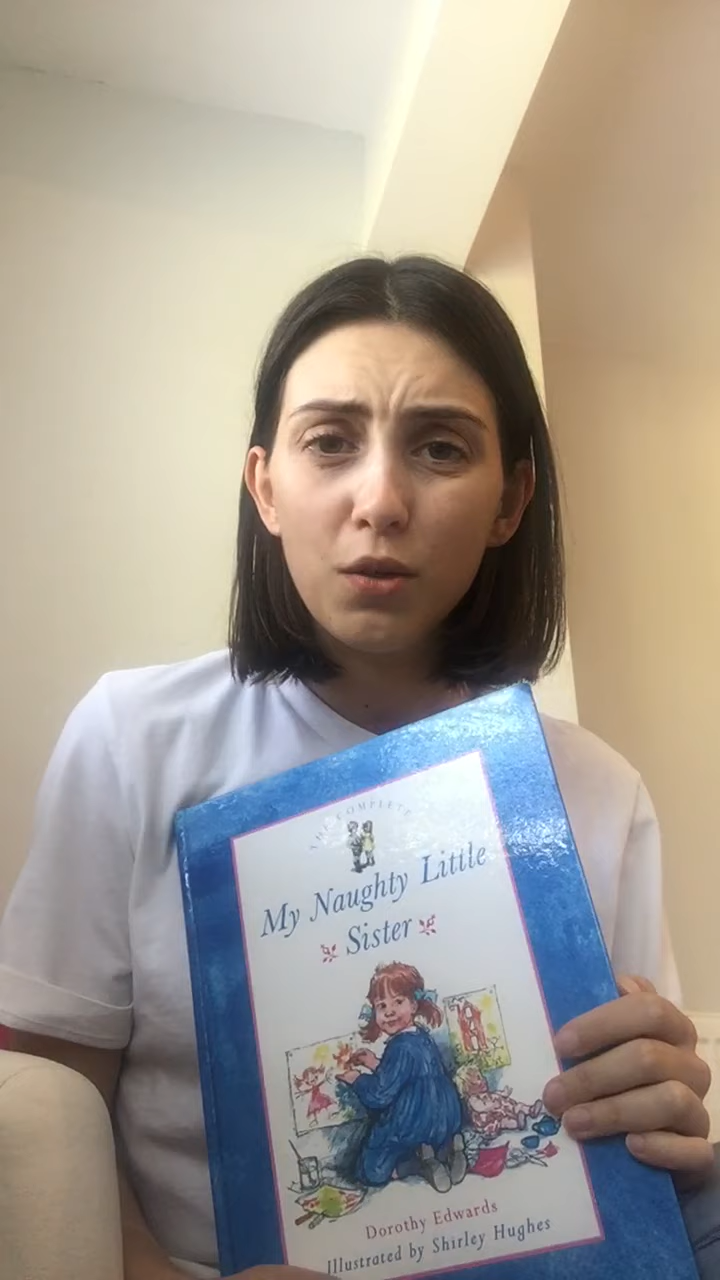 THE COMPLETE
My Naughty Little
Sister
Dorothy Edwards
Illustrated by Shirley Hughes